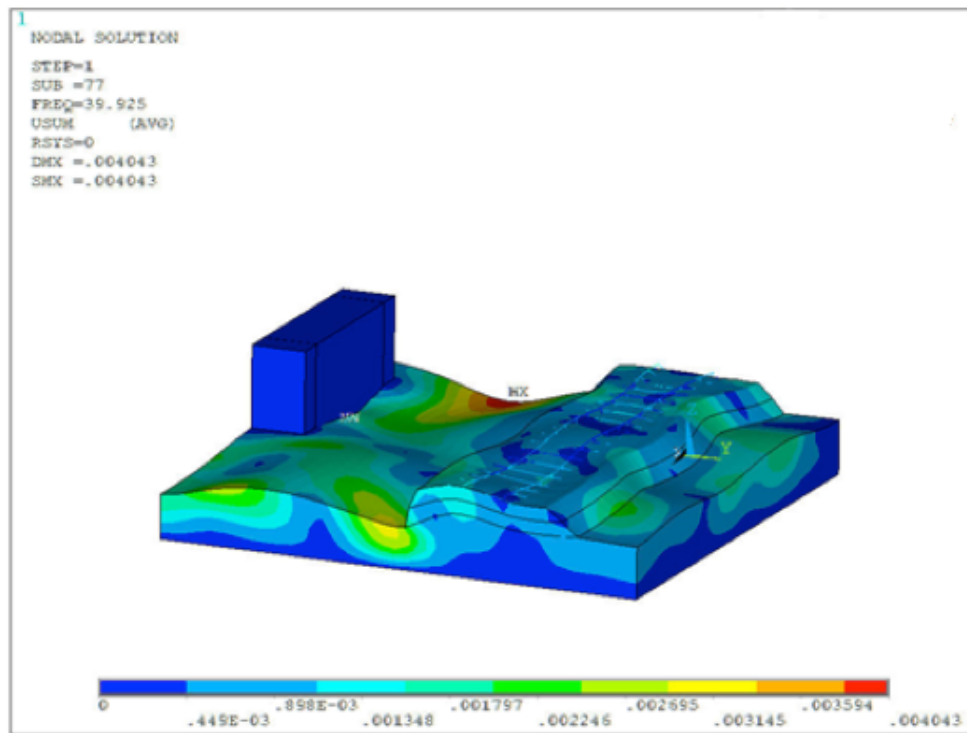 1
NODAL SOLUTION
STEP=1
SUB =77
FREQ=39.925
USUM (AVG)
RSYS=0
DMX =.004043
SMX =.004043
MX
Y
0 .898E-03 .001797 .002695 .003594
.449E-03 .001348 .002246 .003145 .004043